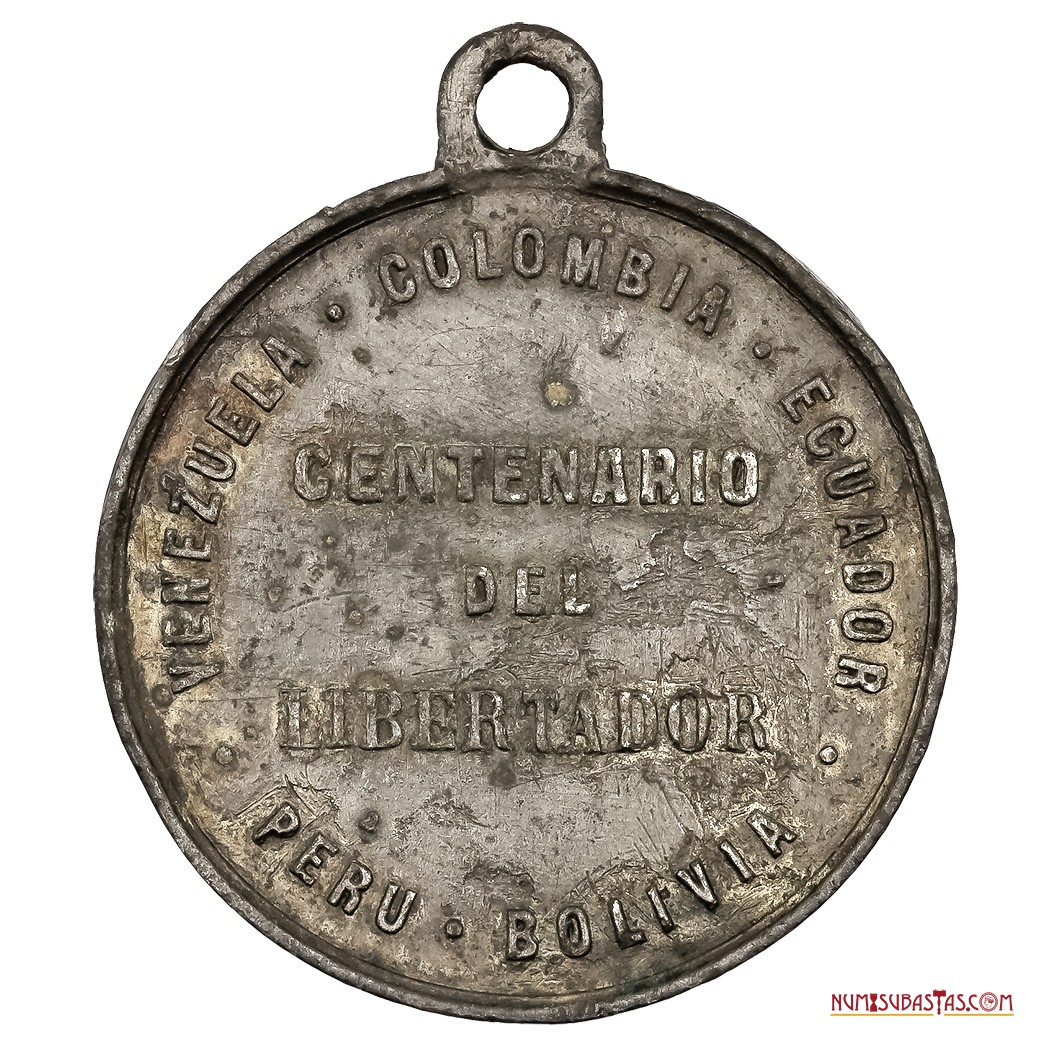 VENEZUELA · COLOMBIA · ECUADOR ·
CENTENARIO
DEL
LIBERTADOR
· PERU · BOLIVIA
NUMISUBASTAS.COM